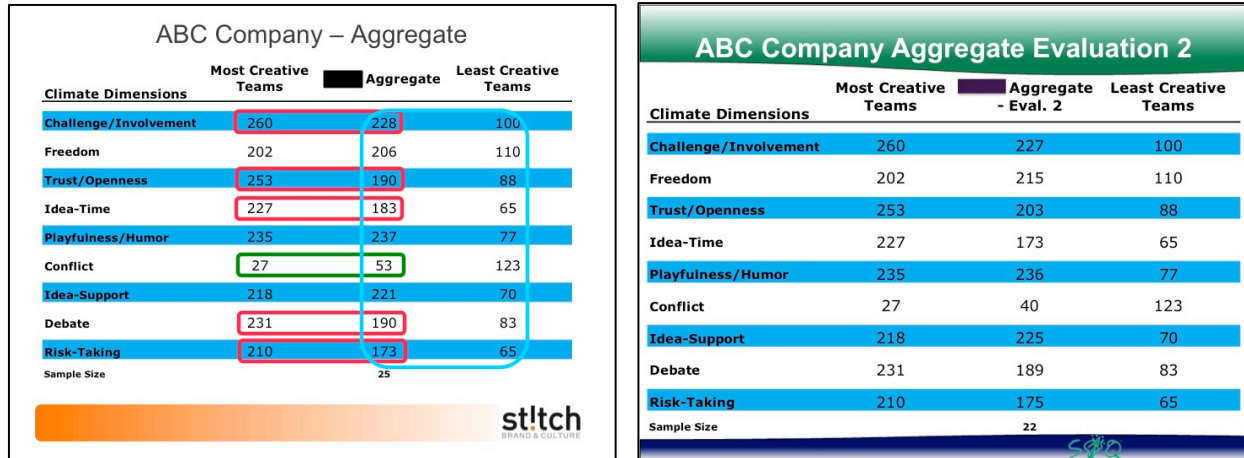 ABC Company – Aggregate
Climate Dimensions Most Creative Teams Aggregate Least Creative Teams
Challenge/Involvement 260 228 100
Freedom 202 206 110
Trust/Openness 253 190 88
Idea-Time 227 183 65
Playfulness/Humor 235 237 77
Conflict 27 53 123
Idea-Support 218 221 70
Debate 231 190 83
Risk-Taking 210 173 65
Sample Size 25
st!tch
BRAND & CULTURE
ABC Company Aggregate Evaluation 2
Climate Dimensions Most Creative Teams Aggregate - Eval. 2 Least Creative Teams
Challenge/Involvement 260 227 100
Freedom 202 215 110
Trust/Openness 253 203 88
Idea-Time 227 173 65
Playfulness/Humor 235 236 77
Conflict 27 40 123
Idea-Support 218 225 70
Debate 231 189 83
Risk-Taking 210 175 65
Sample Size 22